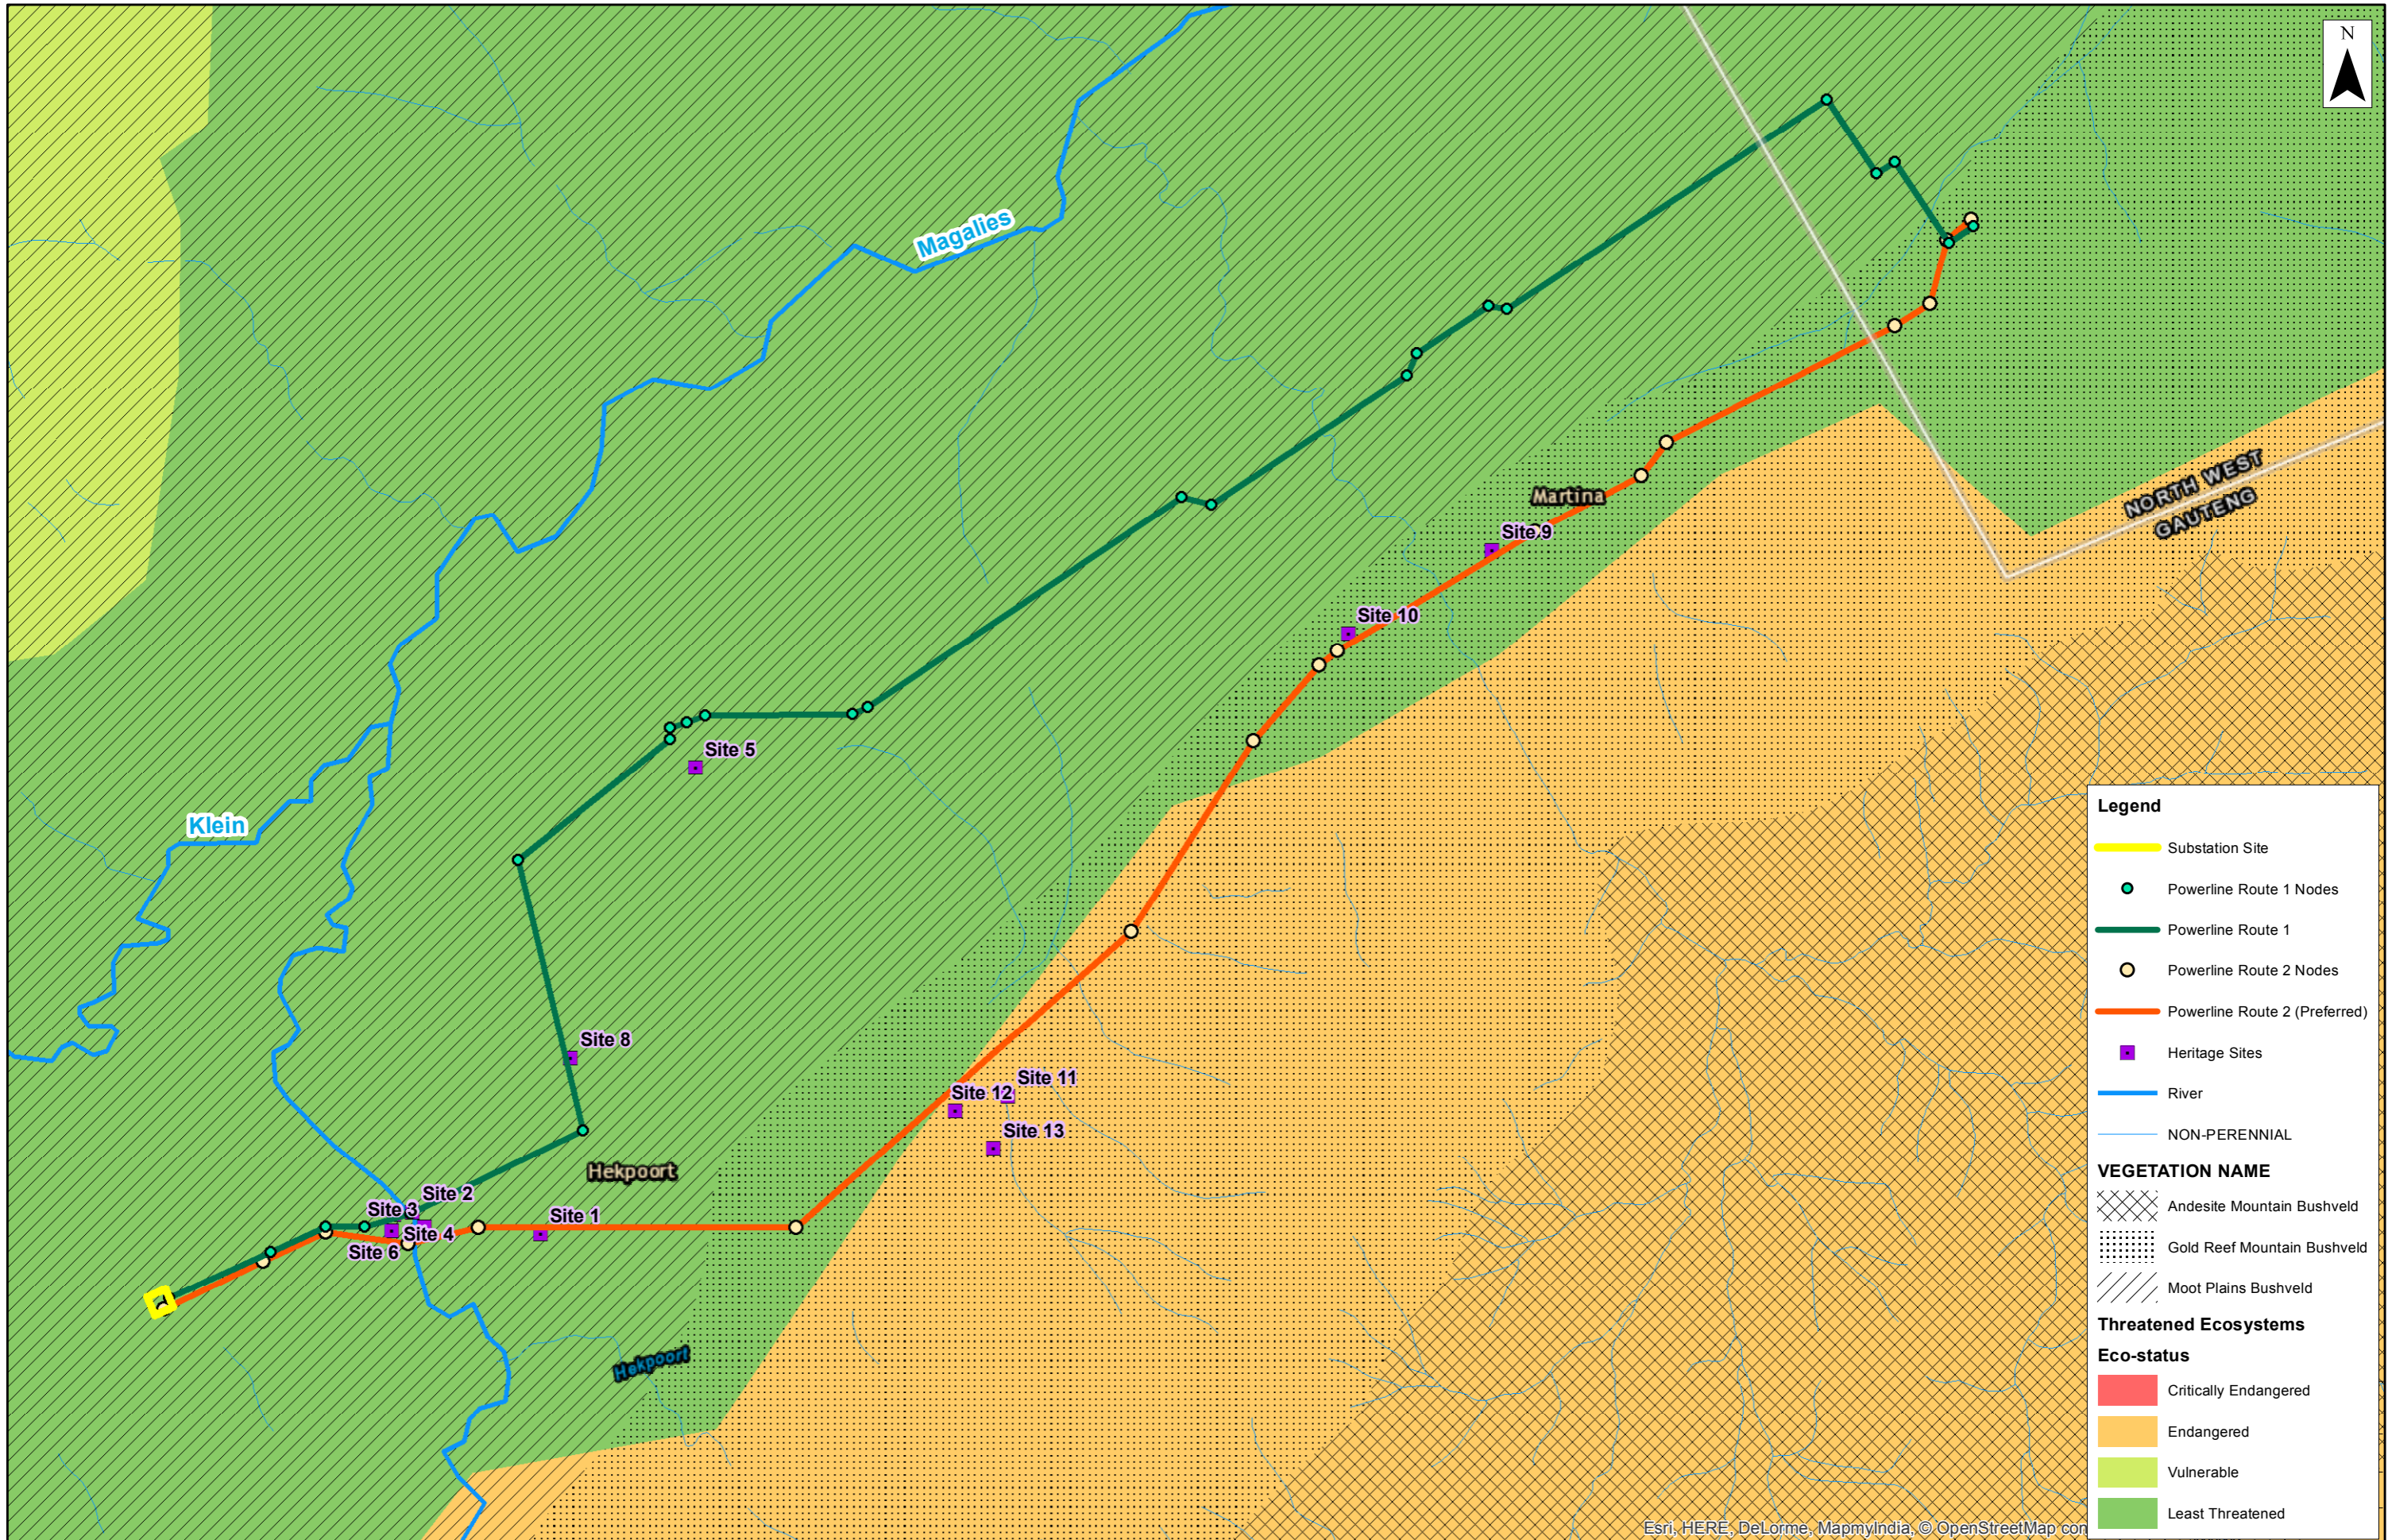 N
Magalies
NORTH WEST
GAUTENG
Martina
Site 9
Site 10
Site 5
Klein
Site 8
Site 11
Site 12
Site 13
Hekpoort
Site 2
Site 3
Site 1
Site 4
Site 6
Hekpoort
Legend
Substation Site
Powerline Route 1 Nodes
Powerline Route 1
Powerline Route 2 Nodes
Powerline Route 2 (Preferred)
Heritage Sites
River
NON-PERENNIAL
VEGETATION NAME
Andesite Mountain Bushveld
Gold Reef Mountain Bushveld
Moot Plains Bushveld
Threatened Ecosystems
Eco-status
Critically Endangered
Endangered
Vulnerable
Least Threatened
Esri, HERE, DeLorme, MapmyIndia, © OpenStreetMap con